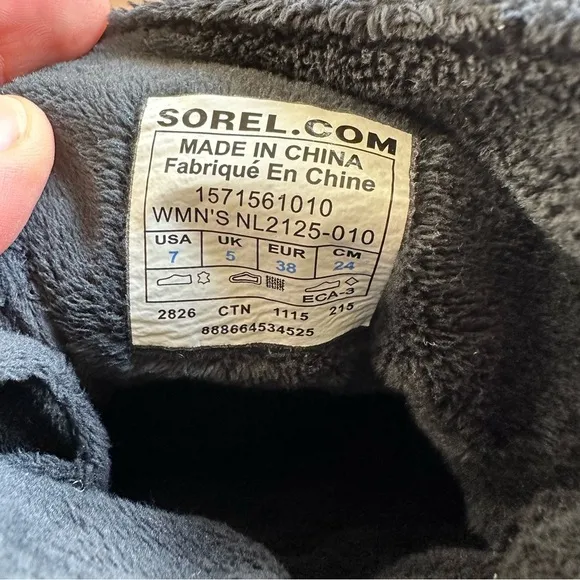 SOREL.COM
MADE IN CHINA
Fabriqué En Chine
1571561010
WMN'S NL2125-010
USA UK EUR CM
7 5 38 24
ECA-3
2826 CTN 1115 215
888664534525